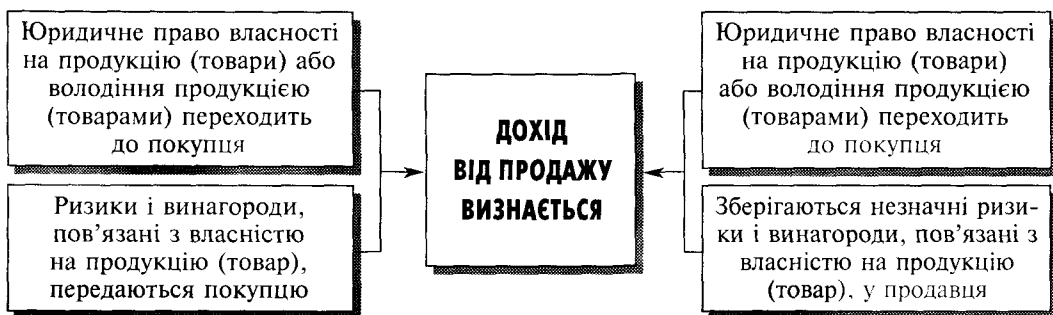 Юридичне право власності
на продукцію (товари) або
володіння продукцією
(товарами) переходить
до покупця
Ризики і винагороди,
пов’язані з власністю
на продукцію (товар),
передаються покупцю
ДОХІД
ВІД ПРОДАЖУ
ВИЗНАЄТЬСЯ
Юридичне право власності
на продукцію (товари)
або володіння продукцією
(товарами) переходить
до покупця
Зберігаються незначні ризи-
ки і винагороди, пов’язані з
власністю на продукцію
(товар), у продавця